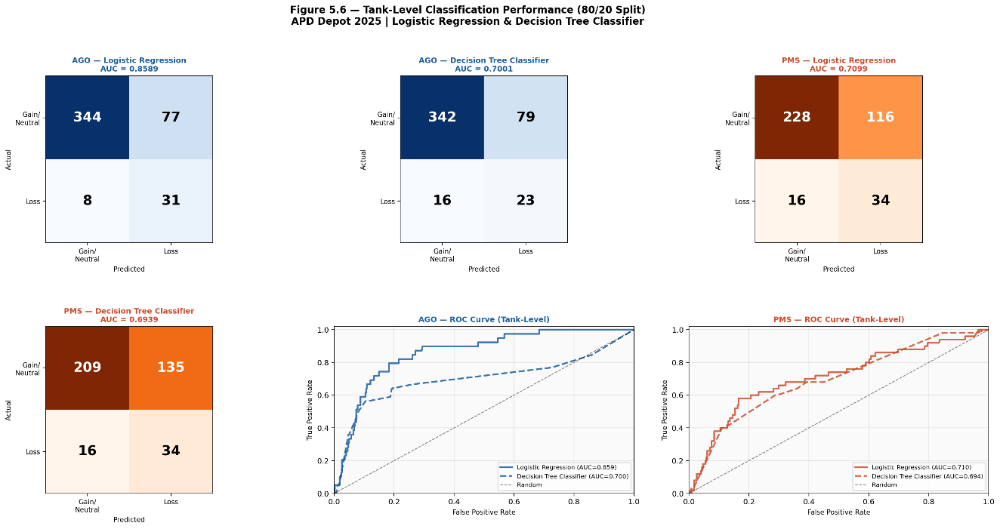 Figure 5.6 — Tank-Level Classification Performance (80/20 Split)
APD Depot 2025 | Logistic Regression & Decision Tree Classifier
AGO — Logistic Regression
AUC = 0.8589
Actual
Gain/
Neutral
344
77
Loss
8
31
Gain/
Neutral
Loss
Predicted
AGO — Decision Tree Classifier
AUC = 0.7001
Actual
Gain/
Neutral
342
79
Loss
16
23
Gain/
Neutral
Loss
Predicted
PMS — Logistic Regression
AUC = 0.7099
Actual
Gain/
Neutral
228
116
Loss
16
34
Gain/
Neutral
Loss
Predicted
PMS — Decision Tree Classifier
AUC = 0.6939
Actual
Gain/
Neutral
209
135
Loss
16
34
Gain/
Neutral
Loss
Predicted
AGO — ROC Curve (Tank-Level)
True Positive Rate
1.0
0.8
0.6
0.4
0.2
0.0
Logistic Regression (AUC=0.859)
Decision Tree Classifier (AUC=0.700)
Random
0.0 0.2 0.4 0.6 0.8 1.0
False Positive Rate
PMS — ROC Curve (Tank-Level)
True Positive Rate
1.0
0.8
0.6
0.4
0.2
0.0
Logistic Regression (AUC=0.710)
Decision Tree Classifier (AUC=0.694)
Random
0.0 0.2 0.4 0.6 0.8 1.0
False Positive Rate